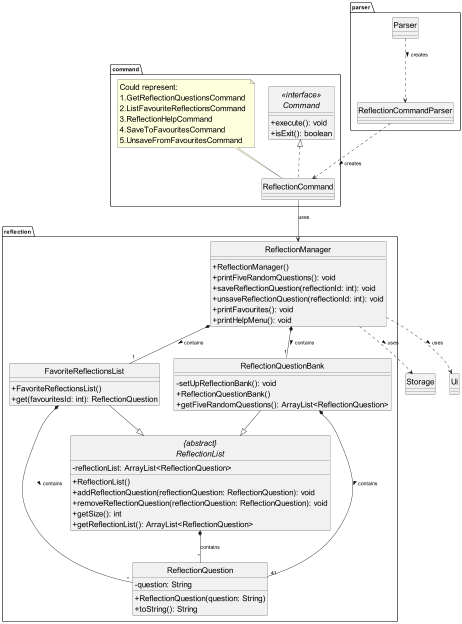 parser
Parser
creates
ReflectionCommandParser
command
Could represent:
1.GetReflectionQuestionsCommand
2.ListFavouriteReflectionsCommand
3.ReflectionHelpCommand
4.SaveToFavouritesCommand
5.UnsaveFromFavouritesCommand
«interface»
Command
+execute(): void
+isExit(): boolean
creates
ReflectionCommand
uses
reflection
ReflectionManager
+ReflectionManager()
+printFiveRandomQuestions(): void
+saveReflectionQuestion(reflectionId: int): void
+unsaveReflectionQuestion(reflectionId: int): void
+printFavourites(): void
+printHelpMenu(): void
contains
contains
uses
uses
1
1
FavoriteReflectionsList
+FavoriteReflectionsList()
+get(favouritesId: int): ReflectionQuestion
ReflectionQuestionBank
-setUpReflectionBank(): void
+ReflectionQuestionBank()
+getFiveRandomQuestions(): ArrayList<ReflectionQuestion>
Storage
Ui
{abstract}
ReflectionList
-reflectionList: ArrayList<ReflectionQuestion>
+ReflectionList()
+addReflectionQuestion(reflectionQuestion: ReflectionQuestion): void
+removeReflectionQuestion(reflectionQuestion: ReflectionQuestion): void
+getSize(): int
+getReflectionList(): ArrayList<ReflectionQuestion>
contains
contains
contains
*
*
41
ReflectionQuestion
-question: String
+ReflectionQuestion(question: String)
+toString(): String